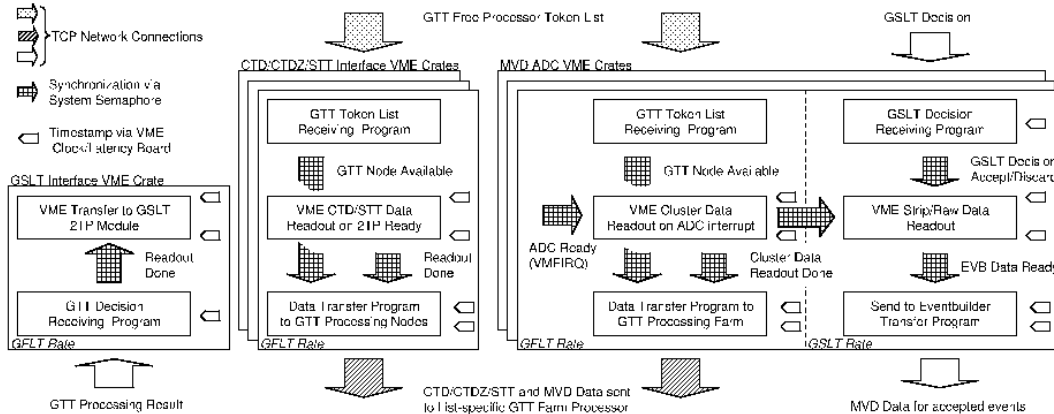 TCP Network Connections
Synchronization via
System Semaphore
Timestamp via VME
Clock/Latency Board
GTT Free Processor Token List
GSLT Decision
CTD/CTDZ/STT Interface VME Crates
MVD ADC VME Crates
GSLT Interface VME Crate
VME Transfer to GSLT
2TP Module
Readout
Done
GTT Decision
Receiving Program
GFLT Rate
GTT Processing Result
GTT Token List
Receiving Program
GTT Node Available
VME CTD/STT Data
Readout on 2TP Ready
Readout
Done
Data Transfer Program
to GTT Processing Nodes
GFLT Rate
GTT Token List
Receiving Program
GTT Node Available
ADC Ready
(VMEIRQ)
VME Cluster Data
Readout on ADC interrupt
Cluster Data
Readout Done
Data Transfer Program to
GTT Processing Farm
GFLT Rate
GSLT Decision
Receiving Program
GSLT Decision
Accept/Discard
VME Strip/Raw Data
Readout
EVB Data Ready
Send to Eventbuilder
Transfer Program
GSLT Rate
CTD/CTDZ/STT and MVD Data sent
to List-specific GTT Farm Processor
MVD Data for accepted events